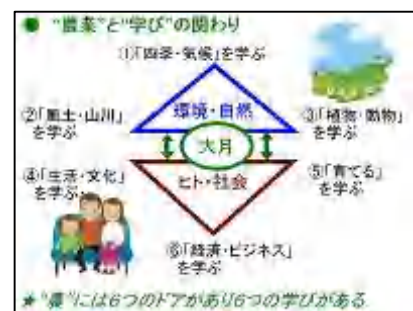 ● "農業"と"学び"の関わり
①「四季・気候」を学ぶ
②「風土・山川」
を学ぶ
環境・自然
③「植物・動物」
を学ぶ
大月
④「生活・文化」
を学ぶ
ヒト・社会
⑤「育てる」
を学ぶ
⑥「経済・ビジネス」
を学ぶ
★"農"には6つのドアがあり6つの学びがある